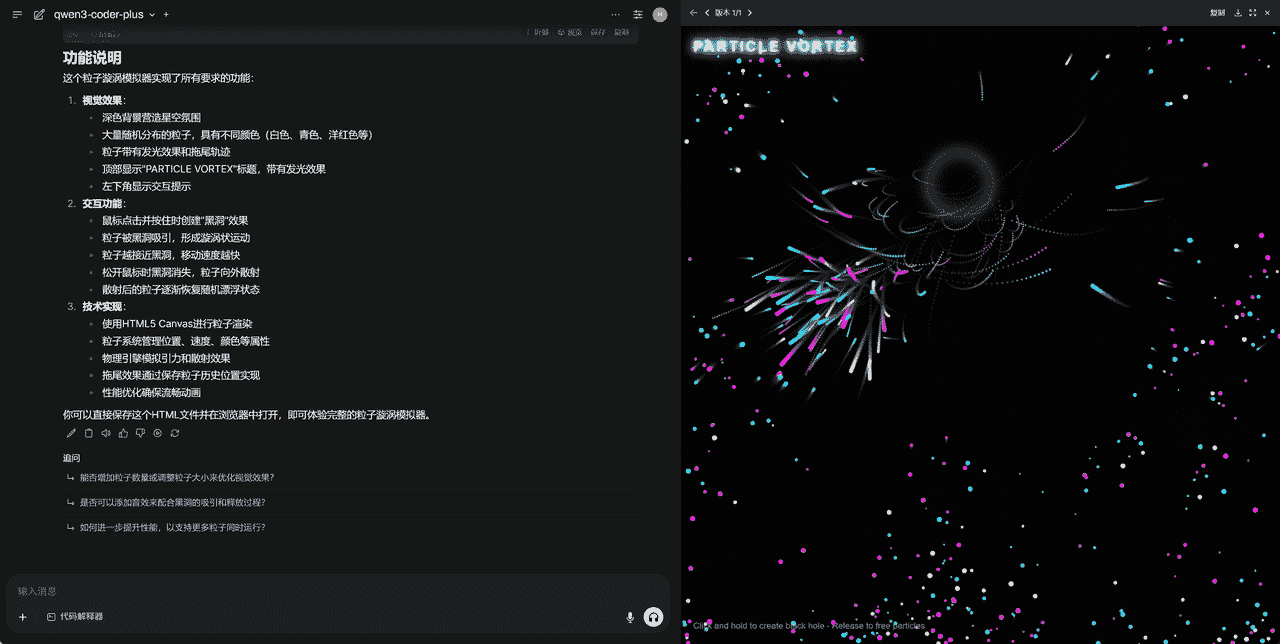 qwen3-coder-plus
H
折叠 预览 保存 复制
功能说明
这个粒子漩涡模拟器实现了所有要求的功能：
1. 视觉效果：
深色背景营造星空氛围
大量随机分布的粒子，具有不同颜色（白色、青色、洋红色等）
粒子带有发光效果和拖尾轨迹
顶部显示"PARTICLE VORTEX"标题，带有发光效果
左下角显示交互提示
2. 交互功能：
鼠标点击并按住时创建"黑洞"效果
粒子被黑洞吸引，形成漩涡状运动
粒子越接近黑洞，移动速度越快
松开鼠标时黑洞消失，粒子向外散射
散射后的粒子逐渐恢复随机漂浮状态
3. 技术实现：
使用HTML5 Canvas进行粒子渲染
粒子系统管理位置、速度、颜色等属性
物理引擎模拟引力和散射效果
拖尾效果通过保存粒子历史位置实现
性能优化确保流畅动画
你可以直接保存这个HTML文件并在浏览器中打开，即可体验完整的粒子漩涡模拟器。
追问
能否增加粒子数量或调整粒子大小来优化视觉效果？
是否可以添加音效来配合黑洞的吸引和释放过程？
如何进一步提升性能，以支持更多粒子同时运行？
输入消息
代码解释器
版本 1/1
复制
PARTICLE VORTEX
Click and hold to create black hole - Release to free particles